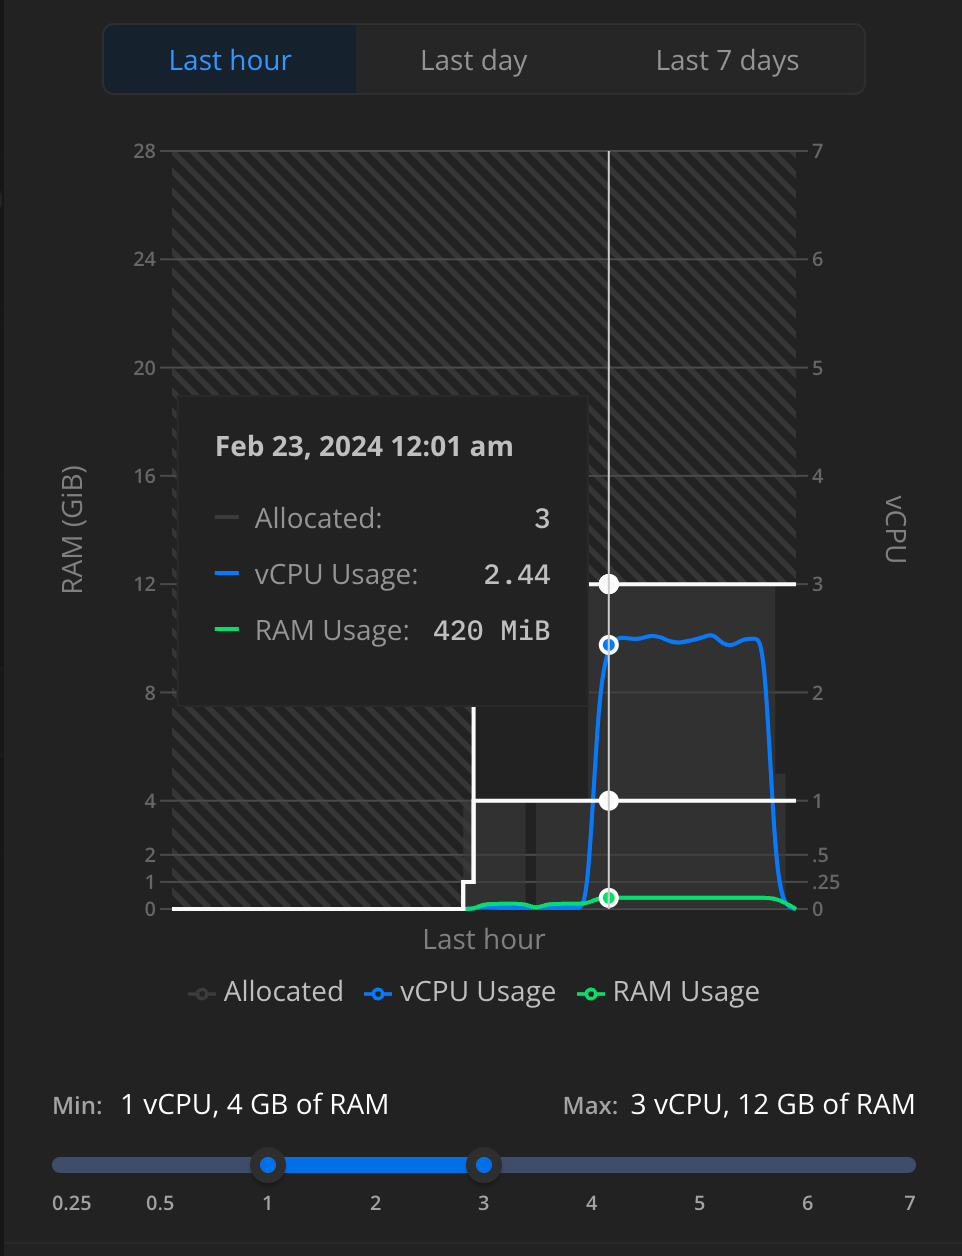 Last hour Last day Last 7 days
28 7
24 6
20 5
Feb 23, 2024 12:01 am
16 4
RAM (GiB) vCPU
Allocated: 3
vCPU Usage: 2.44
12 3
RAM Usage: 420 MiB
8 2
4 1
2 .5
1 .25
0 0
Last hour
Allocated vCPU Usage RAM Usage
Min: 1 vCPU, 4 GB of RAM Max: 3 vCPU, 12 GB of RAM
0.25 0.5 1 2 3 4 5 6 7